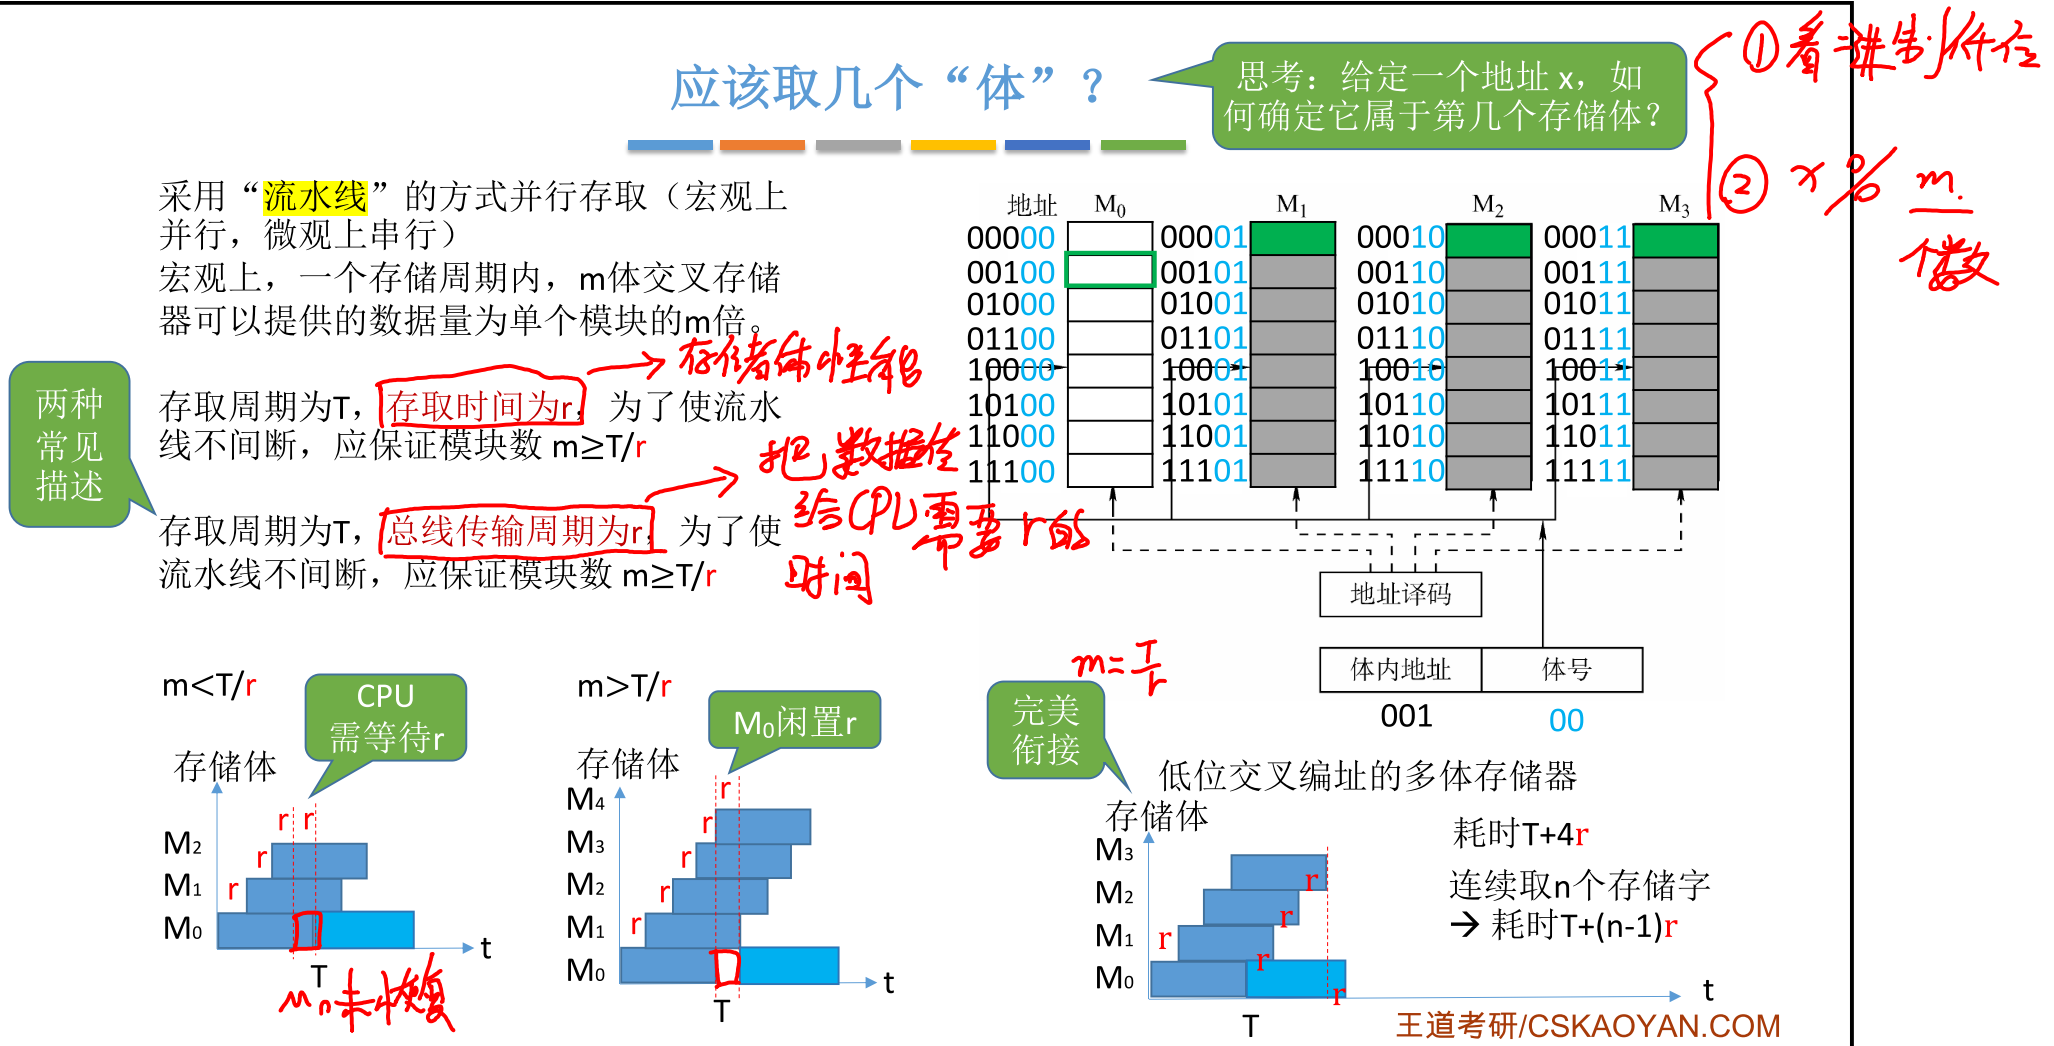 应该取几个“体”？
思考：给定一个地址 x，如
何确定它属于第几个存储体？
① 看二进制后几位
② x % m
个数
采用“流水线”的方式并行存取（宏观上
并行，微观上串行）
宏观上，一个存储周期内，m体交叉存储
器可以提供的数据量为单个模块的m倍。
两种
常见
描述
存取周期为T，存取时间为r，为了使流水
线不间断，应保证模块数 m≥T/r
存储体性能
存取周期为T，总线传输周期为r，为了使
流水线不间断，应保证模块数 m≥T/r
把数据传
给CPU需要r的
时间
地址 M0 M1 M2 M3
00000 00001 00010 00011
00100 00101 00110 00111
01000 01001 01010 01011
01100 01101 01110 01111
10000 10001 10010 10011
10100 10101 10110 10111
11000 11001 11010 11011
11100 11101 11110 11111
地址译码
体内地址 体号
001 00
低位交叉编址的多体存储器
m<T/r
CPU
需等待r
存储体
r r
M2 r
M1 r
M0
t
T
M0未恢复
m>T/r
M0闲置r
存储体
r
M4 r
M3 r
M2 r
M1 r
M0
t
T
m=T/r
完美
衔接
存储体
M3 r
M2 r
M1 r r
M0 r
t
T
耗时T+4r
连续取n个存储字
→ 耗时T+(n-1)r
王道考研/CSKAOYAN.COM